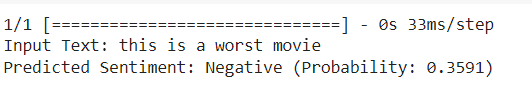 1/1 [==============================] - 0s 33ms/step
Input Text: this is a worst movie
Predicted Sentiment: Negative (Probability: 0.3591)